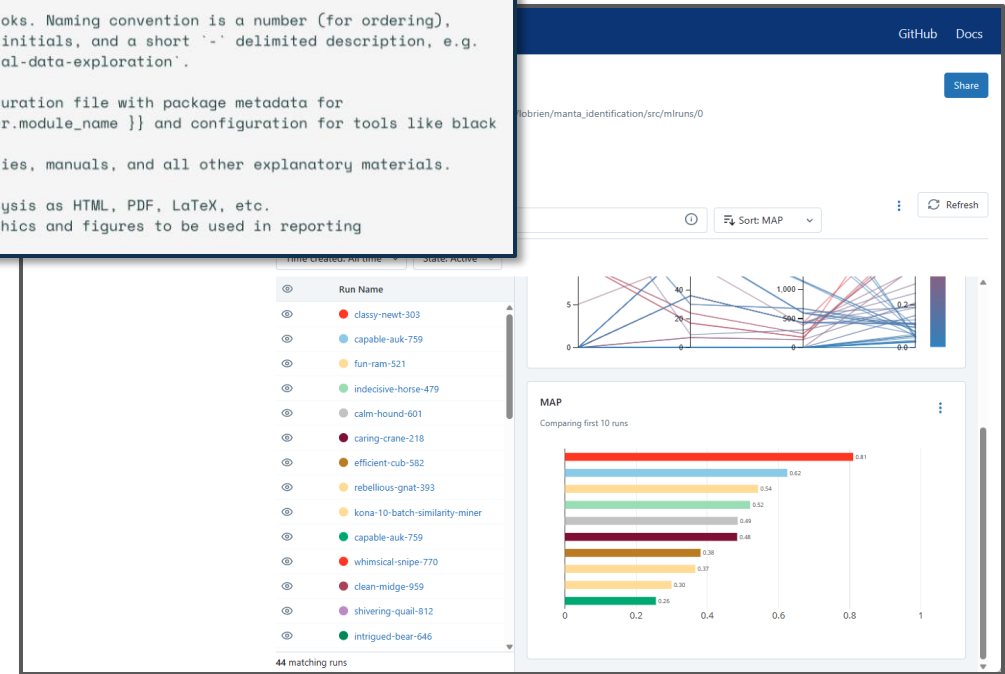 oks. Naming convention is a number (for ordering),
initials, and a short `-` delimited description, e.g.
al-data-exploration`.
uration file with package metadata for
r.module_name }} and configuration for tools like black
ies, manuals, and all other explanatory materials.
ysis as HTML, PDF, LaTeX, etc.
hics and figures to be used in reporting
GitHub Docs
Share
/lobrien/manta_identification/src/mlruns/0
Sort: MAP
Refresh
Time created: All time
State: Active
Run Name
classy-newt-303
capable-auk-759
fun-ram-521
indecisive-horse-479
calm-hound-601
caring-crane-218
efficient-cub-582
rebellious-gnat-393
kona-10-batch-similarity-miner
capable-auk-759
whimsical-snipe-770
clean-midge-959
shivering-quail-812
intrigued-bear-646
44 matching runs
5
0
40
20
0
1,000
500
0
0.2
0.0
MAP
Comparing first 10 runs
0.81
0.62
0.54
0.52
0.49
0.48
0.38
0.37
0.30
0.26
0 0.2 0.4 0.6 0.8 1